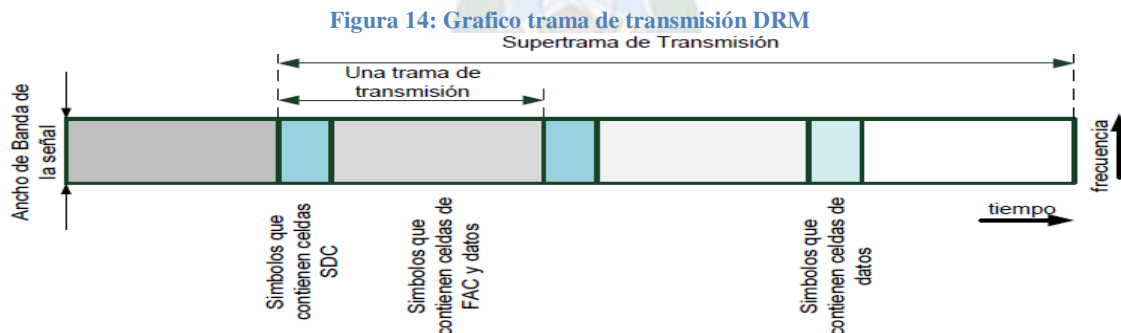 Figura 14: Grafico trama de transmisión DRM
Supertrama de Transmisión
Una trama de
transmisión
Ancho de Banda de
la señal
frecuencia
tiempo
Simbolos que
contienen celdas
SDC
Simbolos que
contienen celdas de
FAC y datos
Simbolos que
contienen celdas de
datos